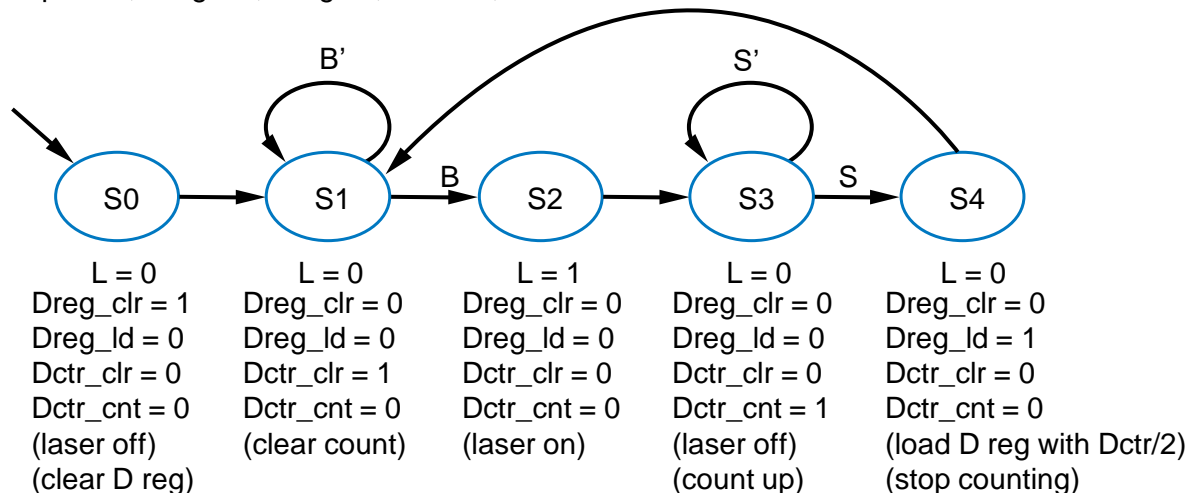 B’
S’
S0
S1
B
S2
S3
S
S4
L = 0
Dreg_clr = 1
Dreg_ld = 0
Dctr_clr = 0
Dctr_cnt = 0
(laser off)
(clear D reg)
L = 0
Dreg_clr = 0
Dreg_ld = 0
Dctr_clr = 1
Dctr_cnt = 0
(clear count)
L = 1
Dreg_clr = 0
Dreg_ld = 0
Dctr_clr = 0
Dctr_cnt = 0
(laser on)
L = 0
Dreg_clr = 0
Dreg_ld = 0
Dctr_clr = 0
Dctr_cnt = 1
(laser off)
(count up)
L = 0
Dreg_clr = 0
Dreg_ld = 1
Dctr_clr = 0
Dctr_cnt = 0
(load D reg with Dctr/2)
(stop counting)